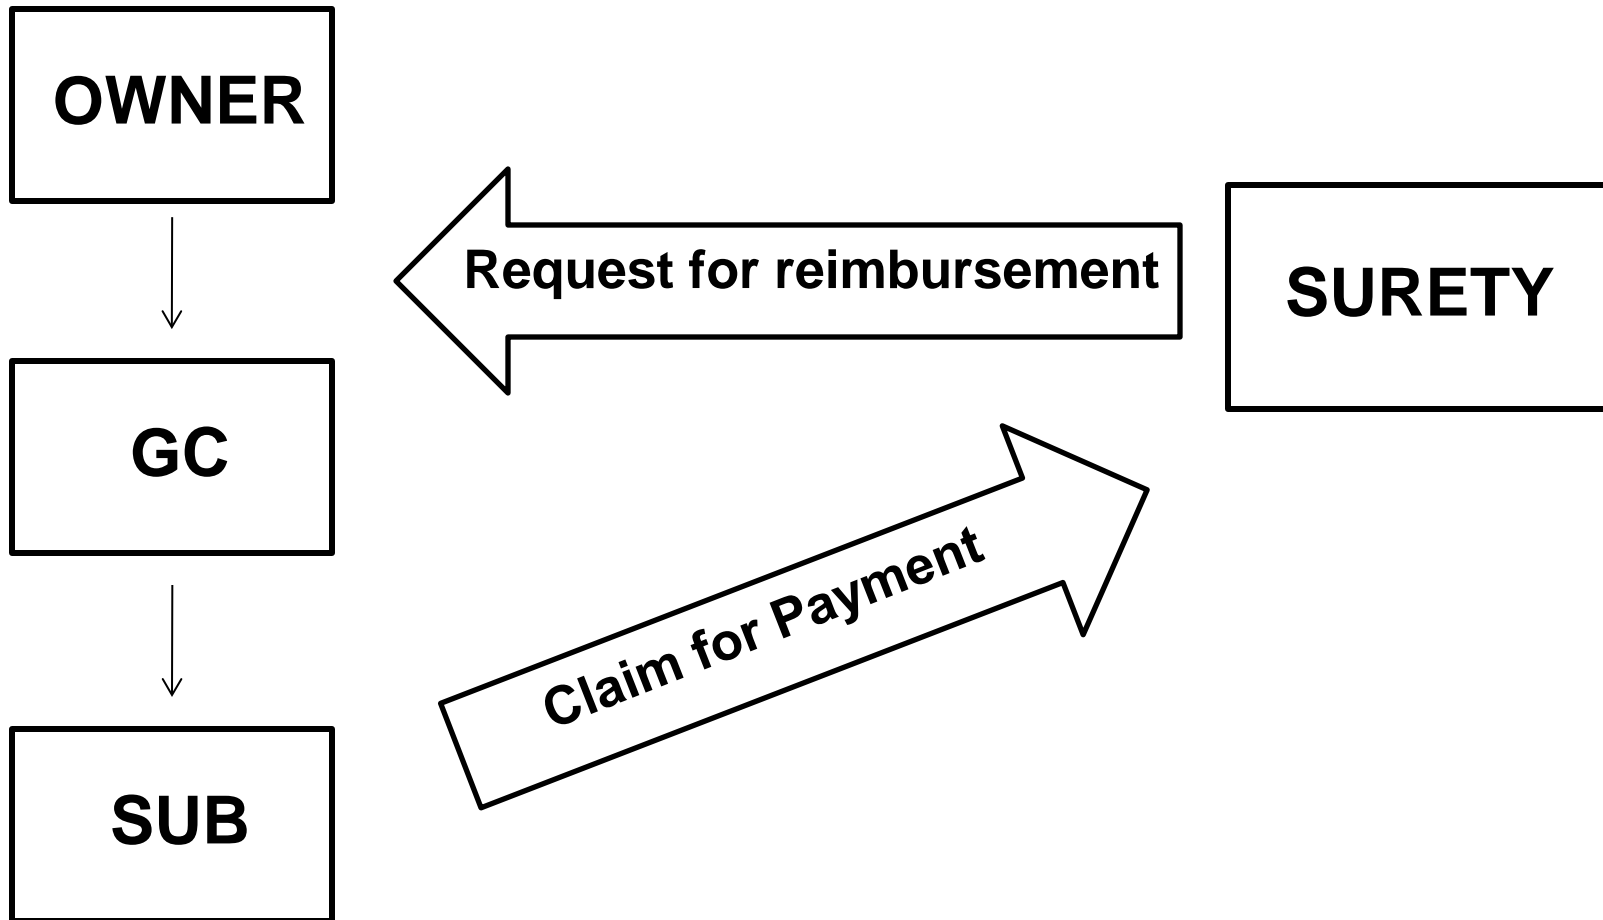 OWNER
Request for reimbursement
SURETY
GC
Claim for Payment
SUB